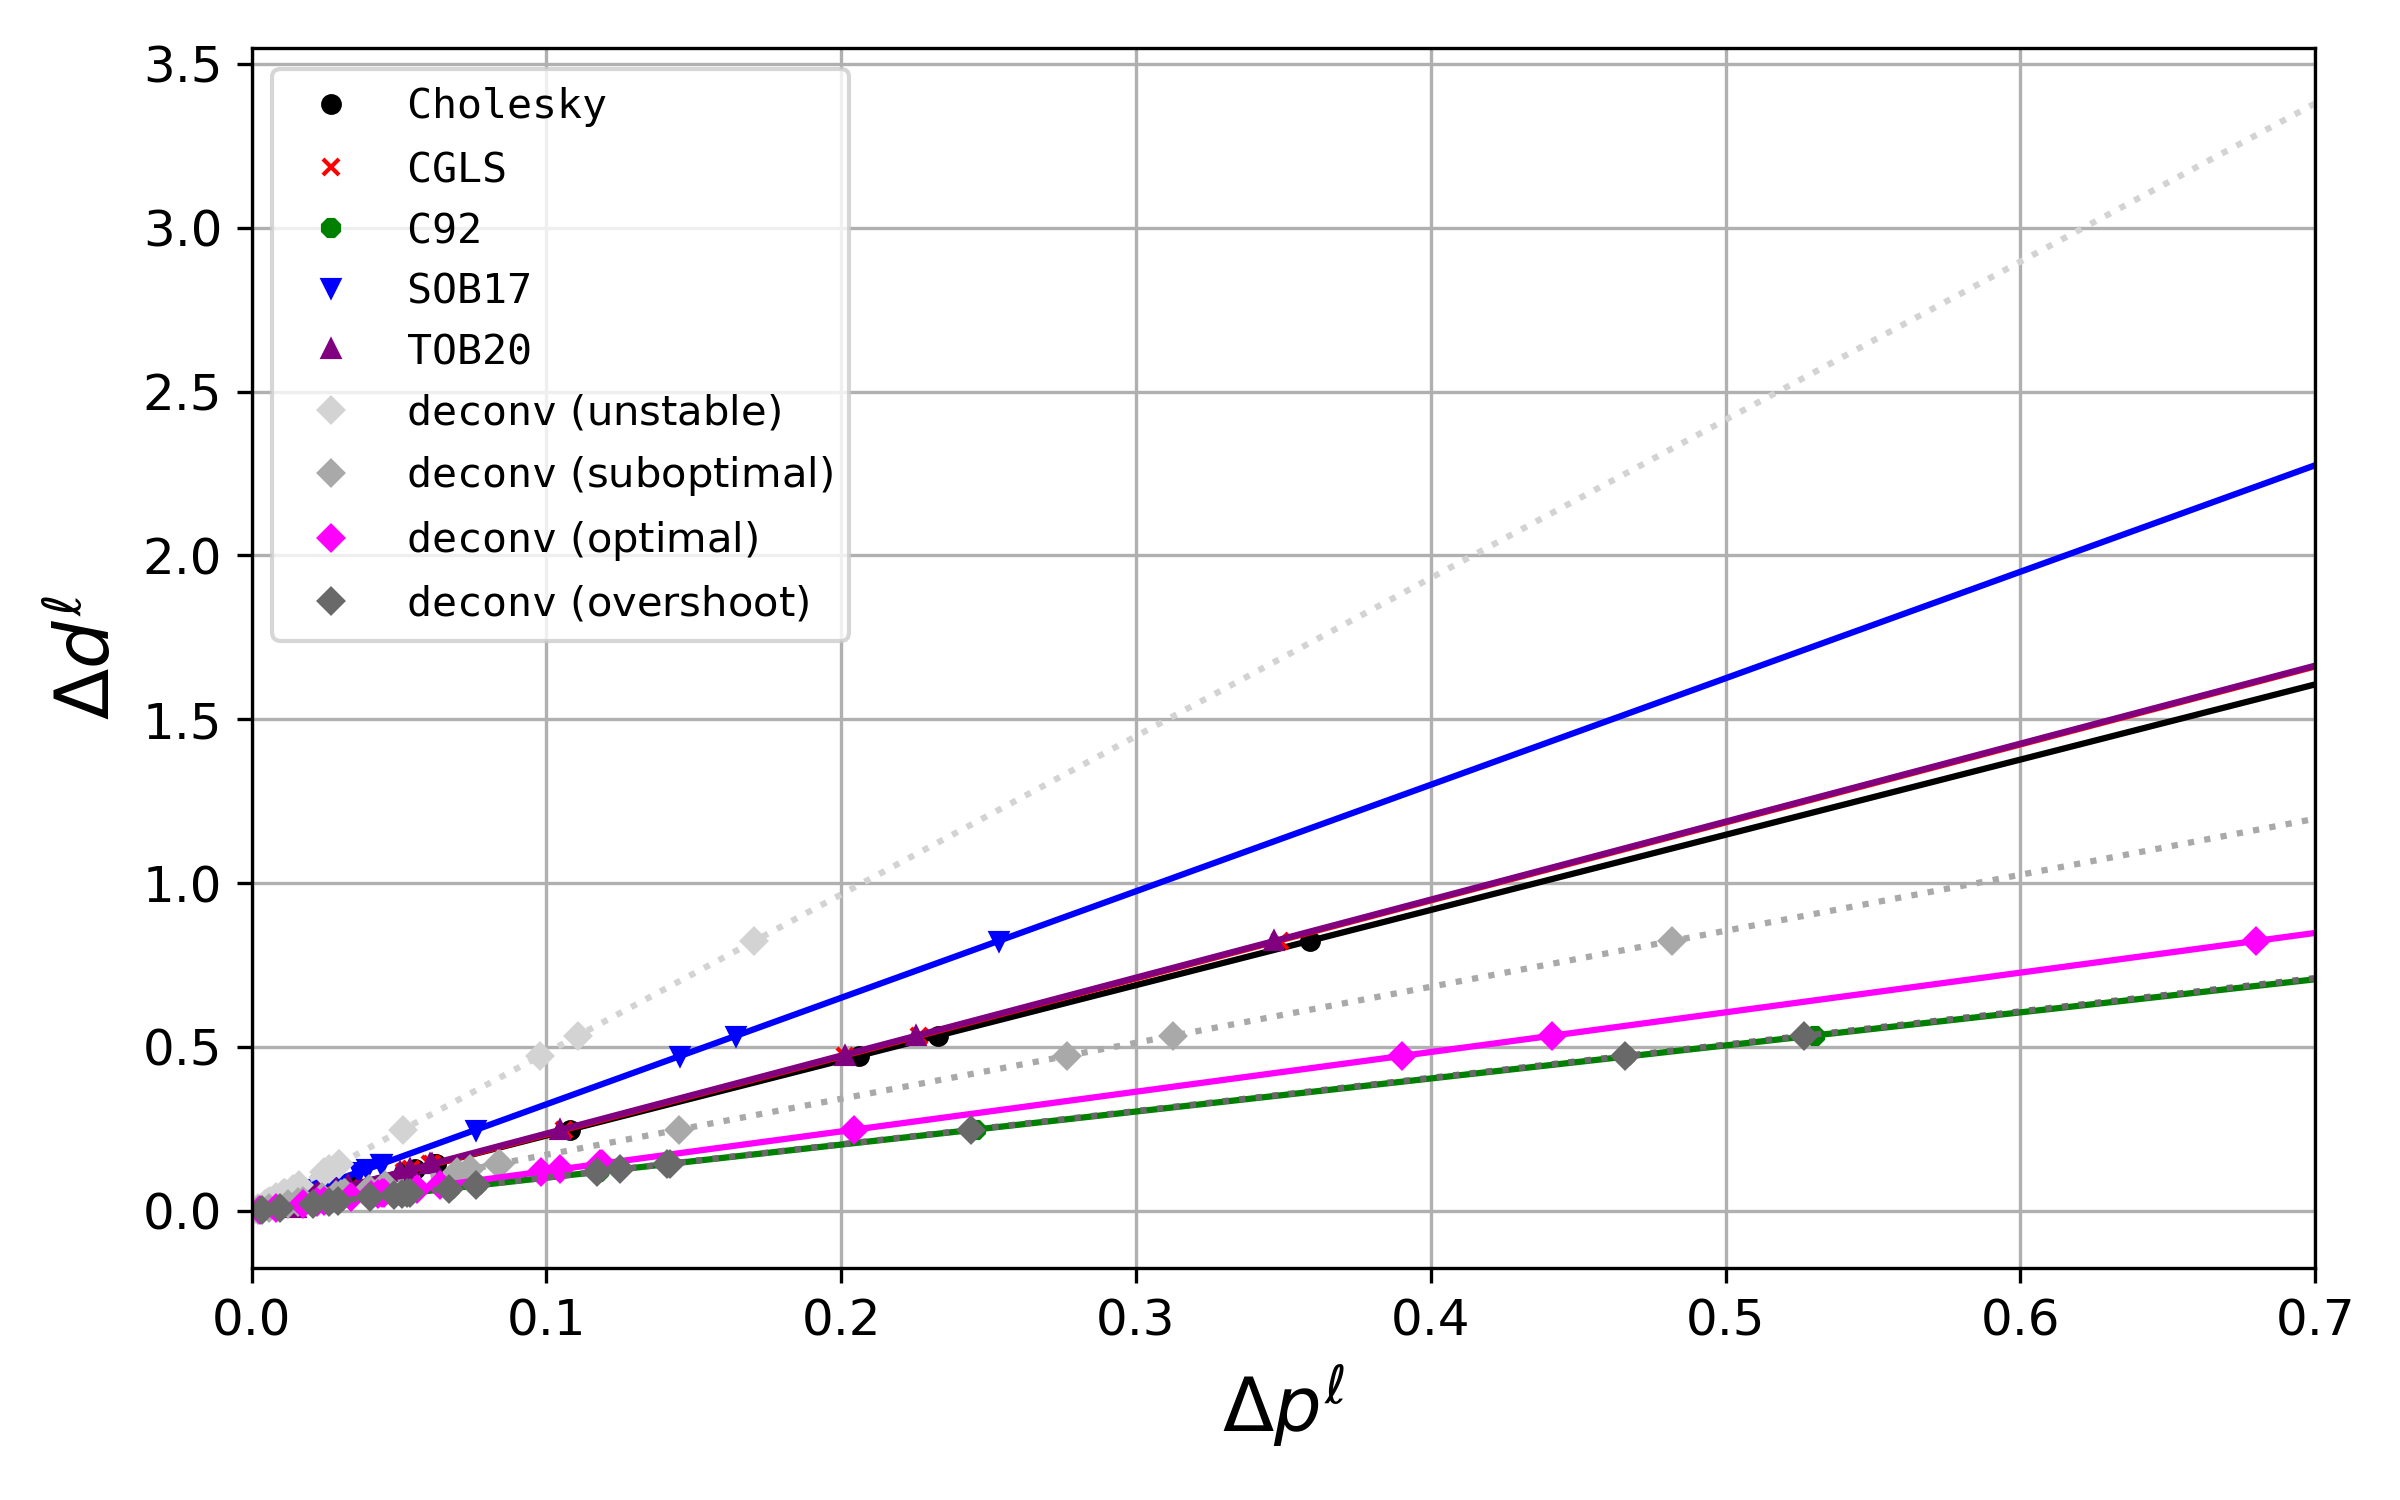 3.5
3.0
2.5
2.0
1.5
1.0
0.5
0.0
Δdℓ
Cholesky
CGLS
C92
SOB17
TOB20
deconv (unstable)
deconv (suboptimal)
deconv (optimal)
deconv (overshoot)
0.0 0.1 0.2 0.3 0.4 0.5 0.6 0.7
Δpℓ